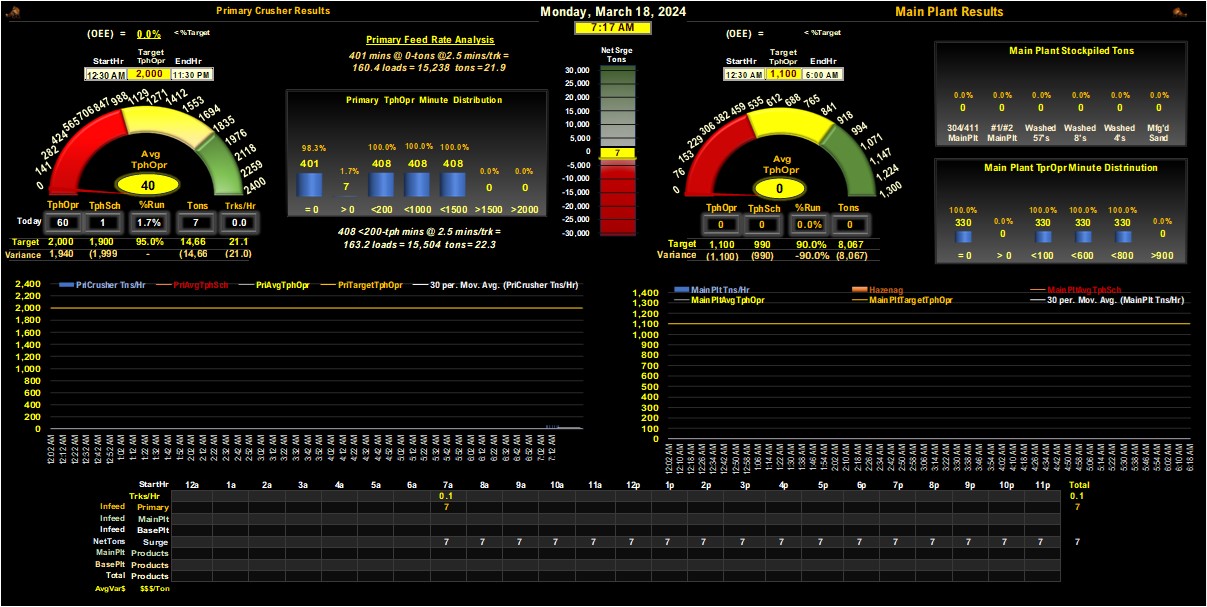 Primary Crusher Results
Monday, March 18, 2024
Main Plant Results
7:17 AM
(OEE) = 0.0% < %Target
StartHr Target TphOpr EndHr
12:30 AM 2,000 11:30 PM
0 141 282 424 565 706 847 988 1129 1271 1412 1553 1694 1835 1976 2118 2259 2400
Avg
TphOpr
40
TphOpr TphSch %Run Tons Trks/Hr
Today 60 1 1.7% 7 0.0
Target 2,000 1,900 95.0% 14,66 21.1
Variance 1,940 (1,999 - (14,66 (21.0)
Primary Feed Rate Analysis
401 mins @ 0-tons @2.5 mins/trk =
160.4 loads = 15,238 tons = 21.9
Primary TphOpr Minute Distribution
98.3% 1.7% 100.0% 100.0% 100.0% 0.0% 0.0%
401 7 408 408 408 0 0
= 0 > 0 <200 <1000 <1500 >1500 >2000
408 <200-tph mins @ 2.5 mins/trk =
163.2 loads = 15,504 tons = 22.3
Net Srge
Tons
30,000
25,000
20,000
15,000
10,000
5,000
0
-5,000
-10,000
-15,000
-20,000
-25,000
-30,000
7
(OEE) = < %Target
StartHr Target TphOpr EndHr
12:30 AM 1,100 6:00 AM
0 76 153 229 306 382 459 535 612 688 765 841 918 994 1,071 1,147 1,224 1,300
Avg
TphOpr
0
TphOpr TphSch %Run Tons
0 0 0.0% 0
Target 1,100 990 90.0% 8,067
Variance (1,100) (990) -90.0% (8,067)
Main Plant Stockpiled Tons
0.0% 0.0% 0.0% 0.0% 0.0% 0.0%
0 0 0 0 0 0
304/411 #1/#2 Washed Washed Washed Mfg'd
MainPlt MainPlt 57's 8's 4's Sand
Main Plant TprOpr Minute Distrinution
100.0% 0.0% 100.0% 100.0% 100.0% 0.0%
330 0 330 330 330 0
= 0 > 0 <100 <600 <800 >900
PriCrusher Tns/Hr PriAvgTphSch PriAvgTphOpr PriTargetTphOpr 30 per. Mov. Avg. (PriCrusher Tns/Hr)
2,400
2,200
2,000
1,800
1,600
1,400
1,200
1,000
800
600
400
200
0
12:02 AM 12:12 AM 12:22 AM 12:32 AM 12:42 AM 12:52 AM 1:02 AM 1:12 AM 1:22 AM 1:32 AM 1:42 AM 1:52 AM 2:02 AM 2:12 AM 2:22 AM 2:32 AM 2:42 AM 2:52 AM 3:02 AM 3:12 AM 3:22 AM 3:32 AM 3:42 AM 3:52 AM 4:02 AM 4:12 AM 4:22 AM 4:32 AM 4:42 AM 4:52 AM 5:02 AM 5:12 AM 5:22 AM 5:32 AM 5:42 AM 5:52 AM 6:02 AM 6:12 AM 6:22 AM 6:32 AM 6:42 AM 6:52 AM 7:02 AM 7:12 AM
MainPlt Tns/Hr Hazenag MainPltAvgTphSch
MainPltAvgTphOpr MainPltTargetTphOpr 30 per. Mov. Avg. (MainPlt Tns/Hr)
1,400
1,300
1,200
1,100
1,000
900
800
700
600
500
400
300
200
100
0
12:02 AM 12:10 AM 12:18 AM 12:26 AM 12:34 AM 12:42 AM 12:50 AM 12:58 AM 1:06 AM 1:14 AM 1:22 AM 1:30 AM 1:38 AM 1:46 AM 1:54 AM 2:02 AM 2:10 AM 2:18 AM 2:26 AM 2:34 AM 2:42 AM 2:50 AM 2:58 AM 3:06 AM 3:14 AM 3:22 AM 3:30 AM 3:38 AM 3:46 AM 3:54 AM 4:02 AM 4:10 AM 4:18 AM 4:26 AM 4:34 AM 4:42 AM 4:50 AM 4:58 AM 5:06 AM 5:14 AM 5:22 AM 5:30 AM 5:38 AM 5:46 AM 5:54 AM 6:02 AM 6:10 AM 6:18 AM
StartHr 12a 1a 2a 3a 4a 5a 6a 7a 8a 9a 10a 11a 12p 1p 2p 3p 4p 5p 6p 7p 8p 9p 10p 11p Total
Trks/Hr 0.1 0.1
Infeed Primary 7 7
Infeed MainPlt
Infeed BasePlt
NetTons Surge 7 7 7 7 7 7 7 7 7 7 7 7 7 7 7 7 7 7
MainPlt Products
BasePlt Products
Total Products
AvgVar$ $$$/Ton